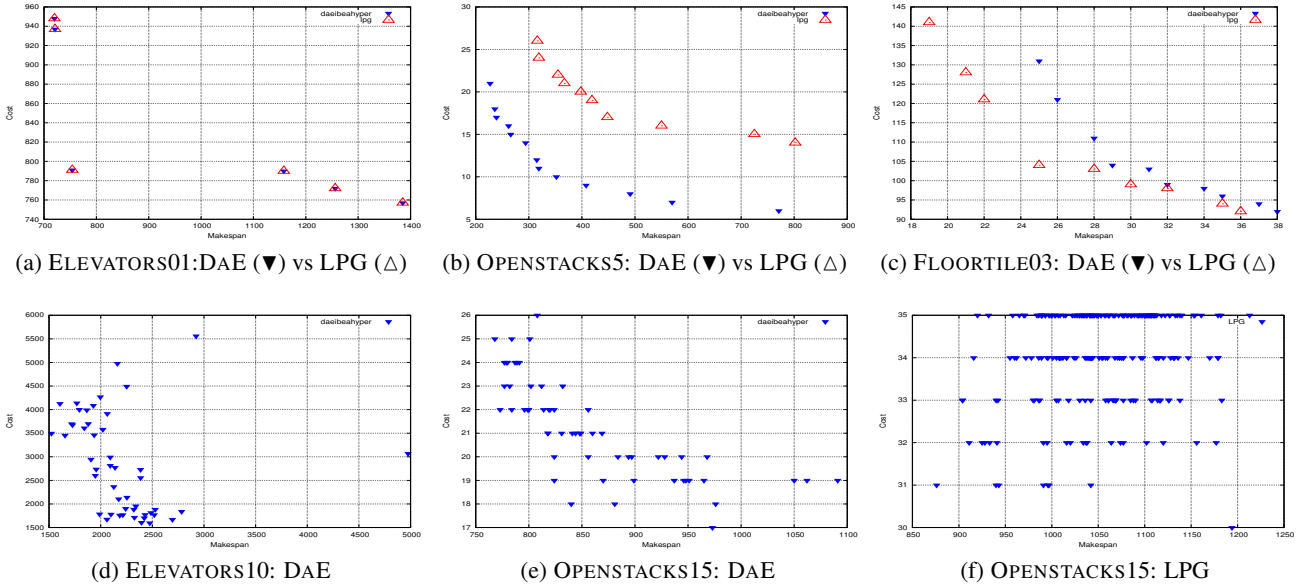 960
940
920
900
880
860
840
820
800
780
760
740
700 800 900 1000 1100 1200 1300 1400
Cost
Makespan
daeibeahyper
lpg
(a) ELEVATORS01:DAE (▼) vs LPG (△)
30
25
20
15
10
5
200 300 400 500 600 700 800 900
Cost
Makespan
daeibeahyper
lpg
(b) OPENSTACKS5: DAE (▼) vs LPG (△)
145
140
135
130
125
120
115
110
105
100
95
90
18 20 22 24 26 28 30 32 34 36 38
Cost
Makespan
daeibeahyper
lpg
(c) FLOORTILE03: DAE (▼) vs LPG (△)
6000
5500
5000
4500
4000
3500
3000
2500
2000
1500
1500 2000 2500 3000 3500 4000 4500 5000
Cost
Makespan
daeibeahyper
(d) ELEVATORS10: DAE
26
25
24
23
22
21
20
19
18
17
750 800 850 900 950 1000 1050 1100
Cost
Makespan
daeibeahyper
(e) OPENSTACKS15: DAE
35
34
33
32
31
30
850 900 950 1000 1050 1100 1150 1200 1250
Cost
Makespan
LPG
(f) OPENSTACKS15: LPG